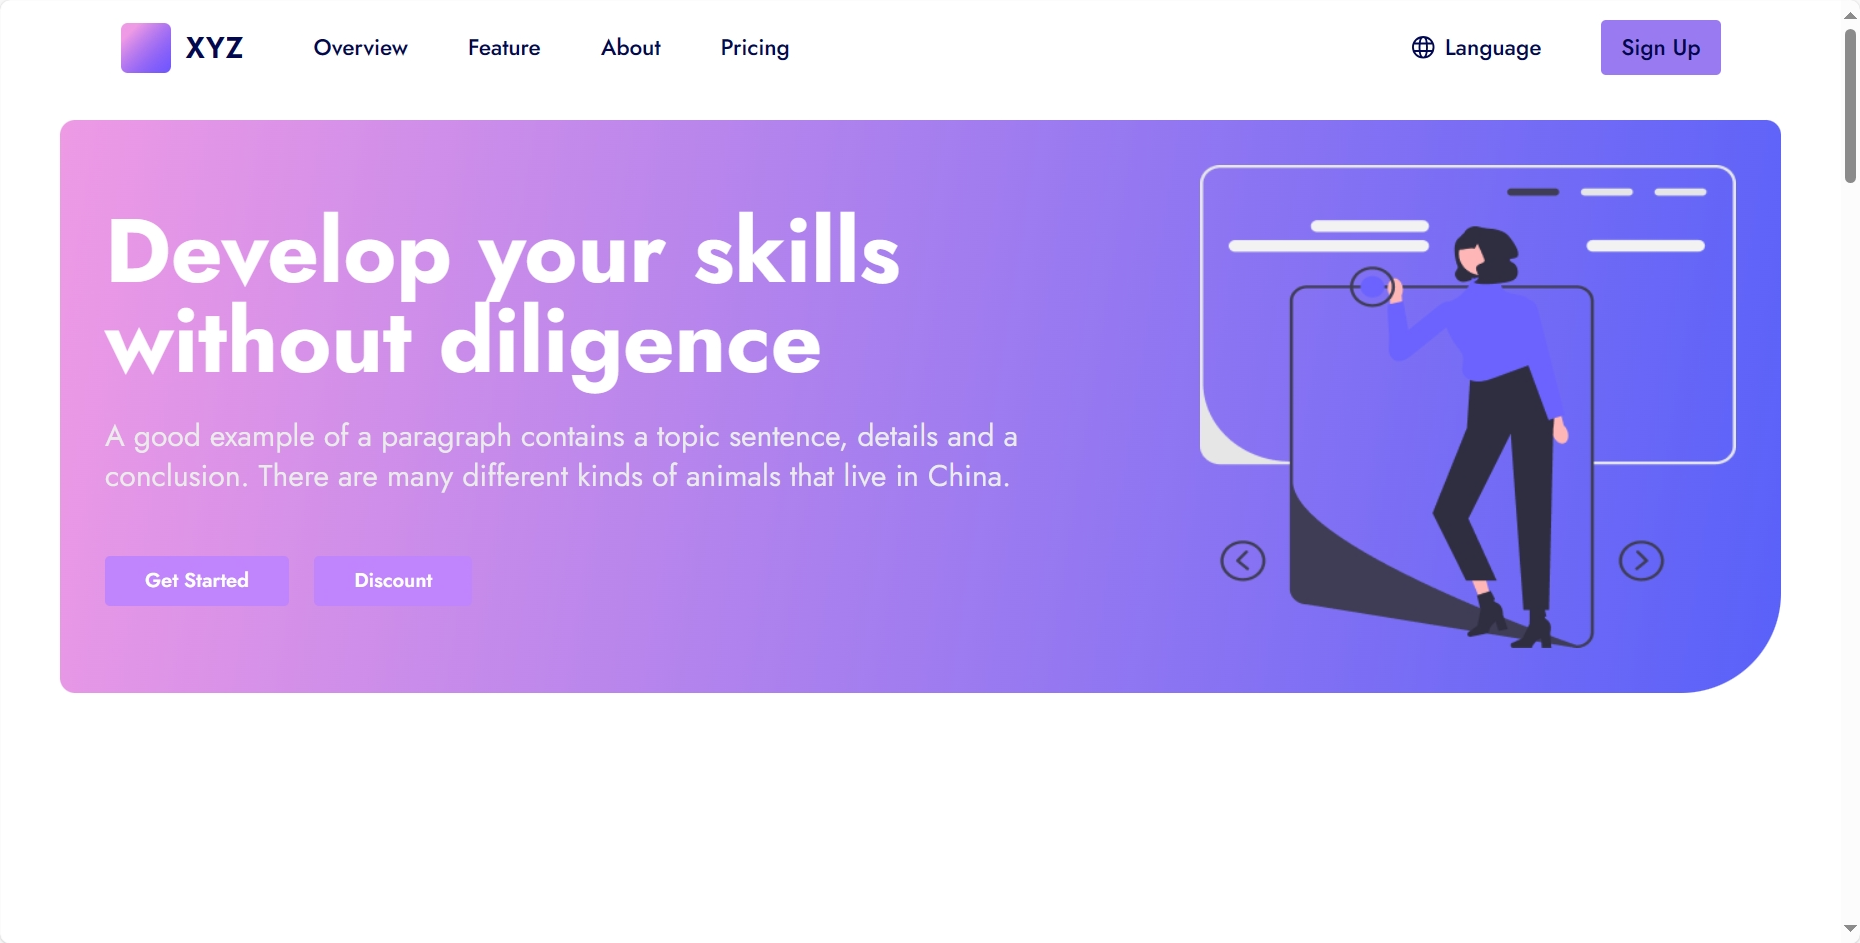 XYZ
Overview
Feature
About
Pricing
Language
Sign Up
Develop your skills
without diligence
A good example of a paragraph contains a topic sentence, details and a
conclusion. There are many different kinds of animals that live in China.
Get Started
Discount